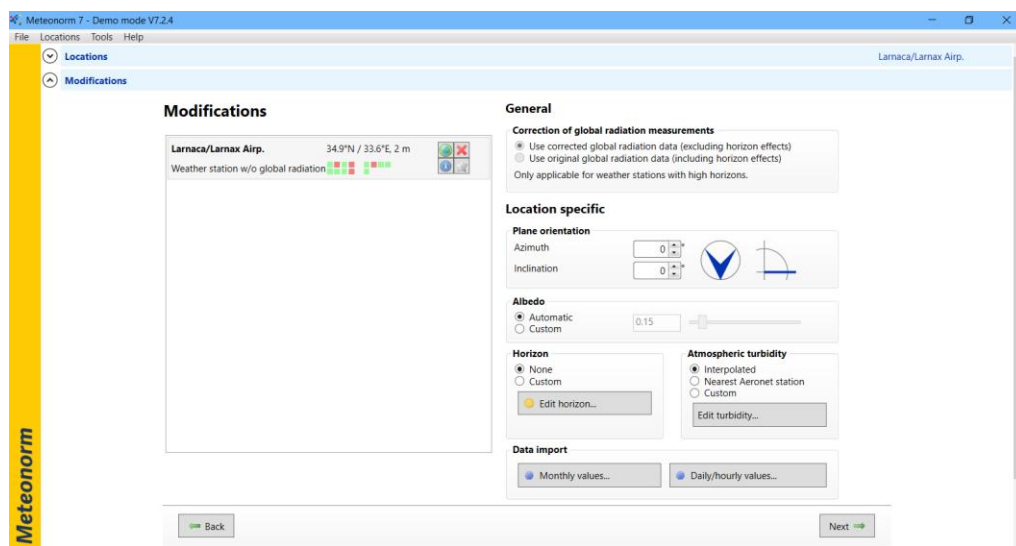 Meteonorm 7 - Demo mode V7.2.4
File Locations Tools Help
Locations Larnaca/Larnax Airp.
Modifications
Modifications
Larnaca/Larnax Airp. 34.9°N / 33.6°E, 2 m
Weather station w/o global radiation
General
Correction of global radiation measurements
Use corrected global radiation data (excluding horizon effects)
Use original global radiation data (including horizon effects)
Only applicable for weather stations with high horizons.
Location specific
Plane orientation
Azimuth 0 °
Inclination 0 °
Albedo
Automatic 0.15
Custom
Horizon
None
Custom
Edit horizon...
Atmospheric turbidity
Interpolated
Nearest Aeronet station
Custom
Edit turbidity...
Data import
Monthly values... Daily/hourly values...
Back Next
Meteonorm